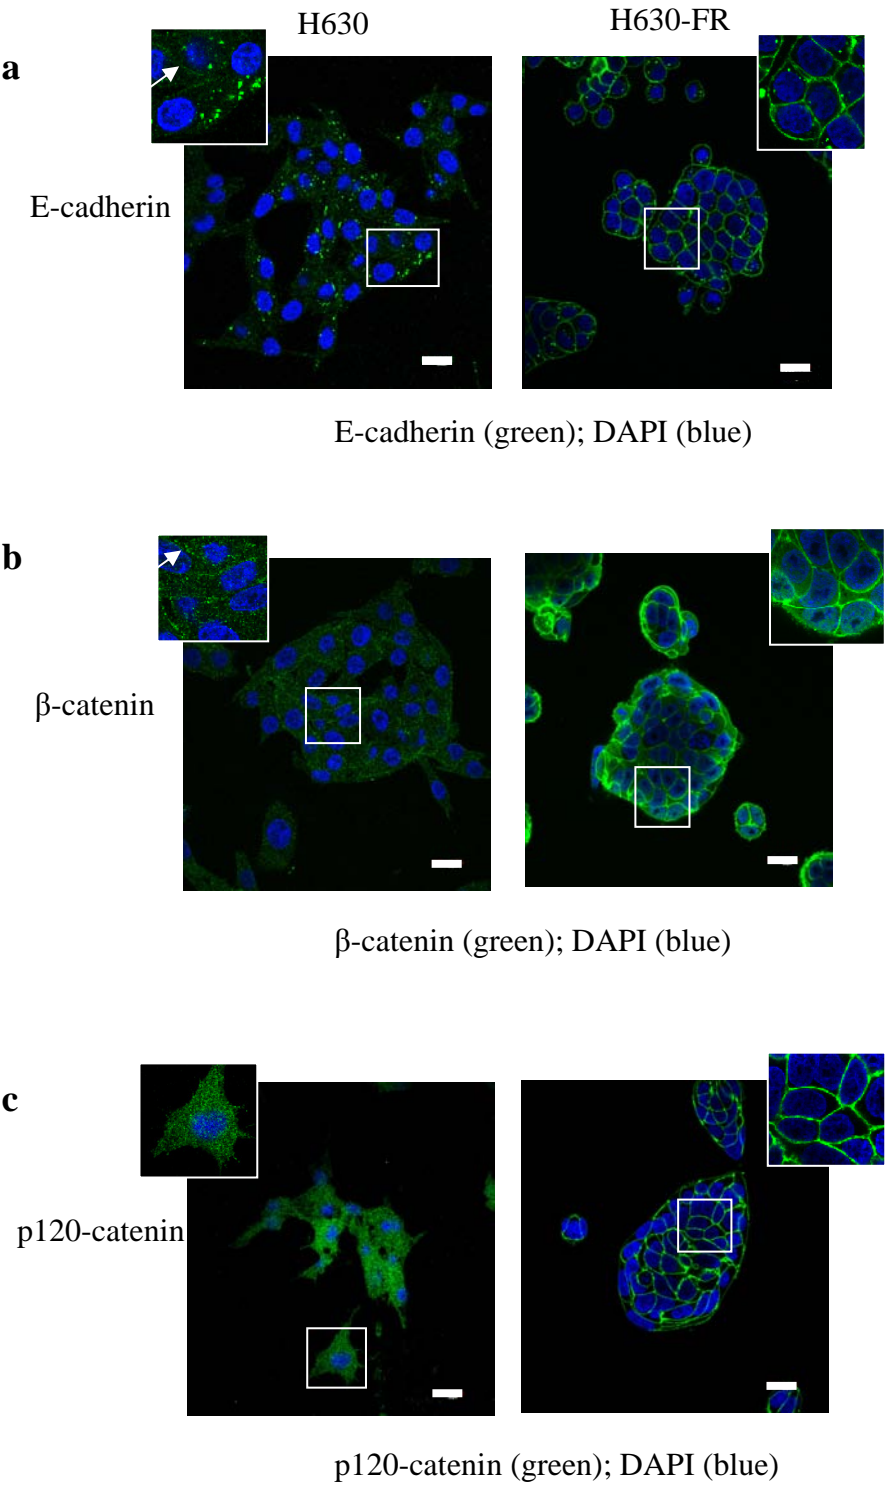 H630
H630-FR
a
E-cadherin
E-cadherin (green); DAPI (blue)
b
β-catenin
β-catenin (green); DAPI (blue)
c
p120-catenin
p120-catenin (green); DAPI (blue)